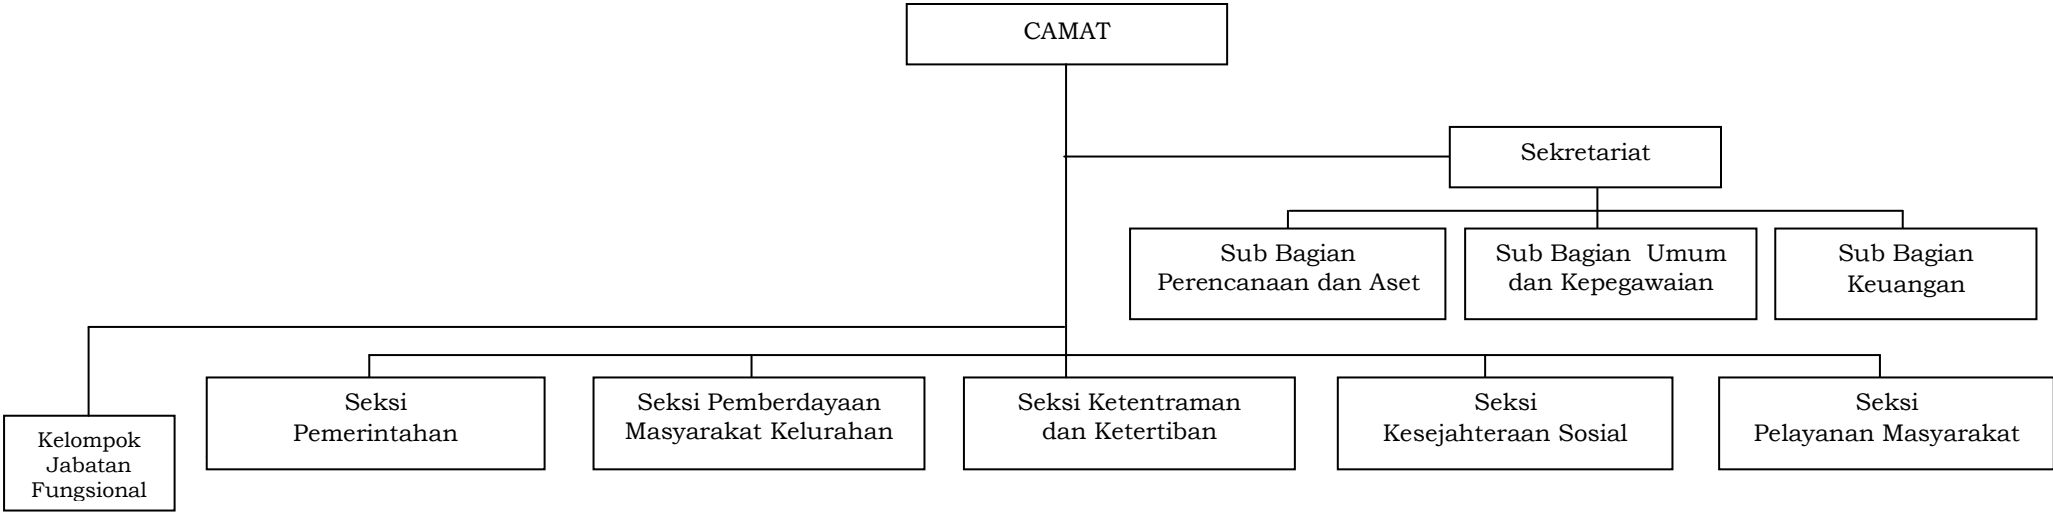 CAMAT
Sekretariat
Sub Bagian
Perencanaan dan Aset
Sub Bagian  Umum
dan Kepegawaian
Sub Bagian
Keuangan
Kelompok
Jabatan
Fungsional
Seksi
Pemerintahan
Seksi Pemberdayaan
Masyarakat Kelurahan
Seksi Ketentraman
dan Ketertiban
Seksi
Kesejahteraan Sosial
Seksi
Pelayanan Masyarakat